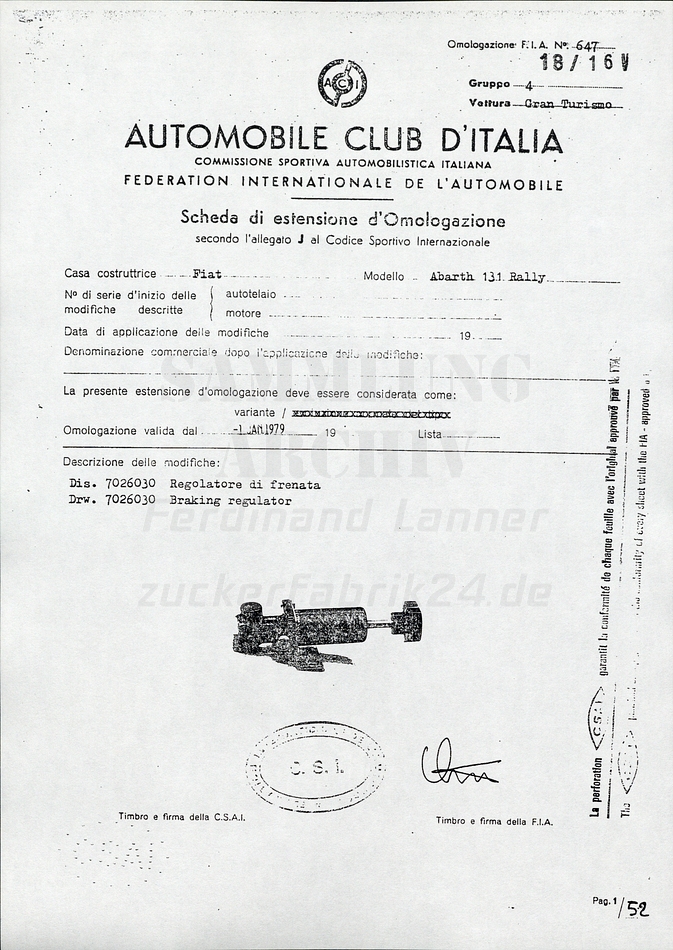 Omologazione F.I.A. Nº 647
18/16V
Gruppo 4
Vettura Gran Turismo
A C I
AUTOMOBILE CLUB D'ITALIA
COMMISSIONE SPORTIVA AUTOMOBILISTICA ITALIANA
FEDERATION INTERNATIONALE DE L'AUTOMOBILE
Scheda di estensione d'Omologazione
secondo l'allegato J al Codice Sportivo Internazionale
Casa costruttrice Fiat Modello Abarth 131 Rally
Nº di serie d'inizio delle modifiche descritte
autotelaio
motore
Data di applicazione delle modifiche 19
Denominazione commerciale dopo l'applicazione delle modifiche:
SAMMLUNG
La presente estensione d'omologazione deve essere considerata come:
variante /
Omologazione valida dal -1. 1979 19 Lista
ARCHIV
Descrizione delle modifiche:
Dis. 7026030 Regolatore di frenata
Drw. 7026030 Braking regulator
Ferdinand Lanner
zuckerfabrik24.de
C. S. I.
Timbro e firma della C.S.A.I.
Timbro e firma della F.I.A.
CSAI
La perforation C.S.I. garantit la conformité de chaque feuille avec l'original approuvé par la FIA.
The conformity of every sheet with the FIA - approved
Pag. 1/52